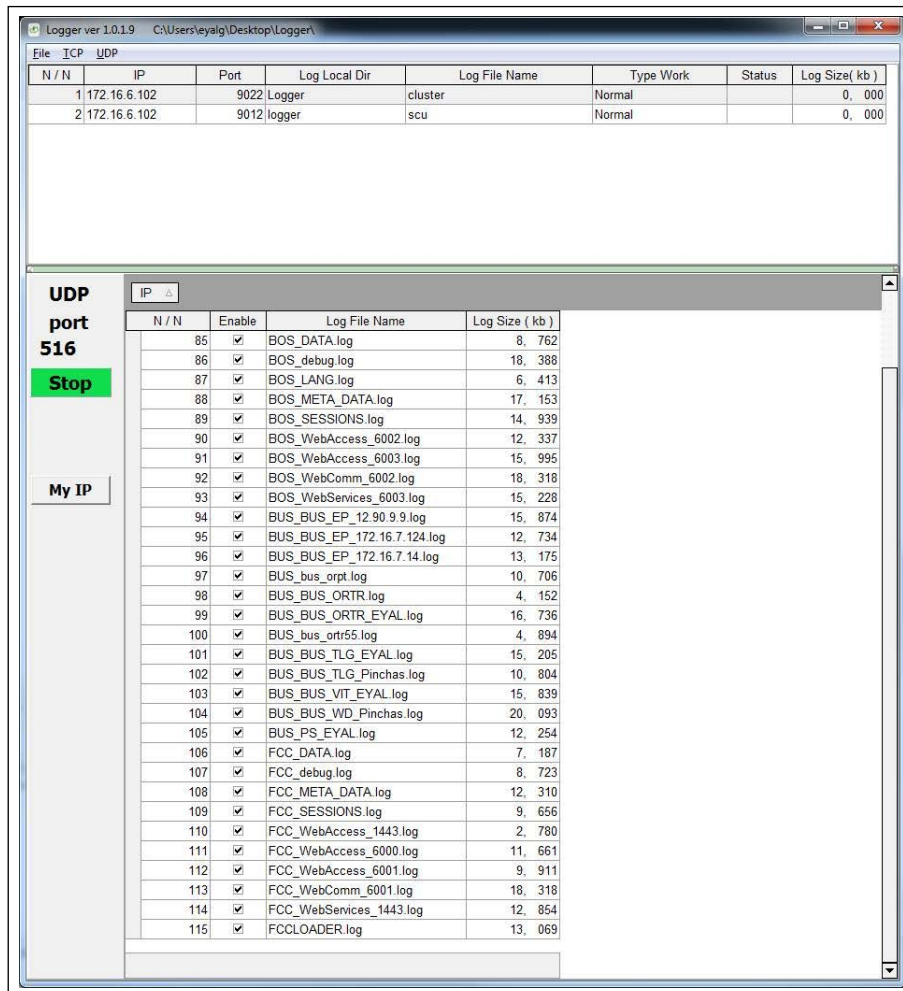 Logger ver 1.0.1.9 C:\Users\eyalg\Desktop\Logger\
File TCP UDP
N / N IP Port Log Local Dir Log File Name Type Work Status Log Size( kb )
1 172.16.6.102 9022 Logger cluster Normal 0, 000
2 172.16.6.102 9012 logger scu Normal 0, 000
UDP
port
516
Stop
My IP
IP
N / N Enable Log File Name Log Size ( kb )
85 BOS_DATA.log 8, 762
86 BOS_debug.log 18, 388
87 BOS_LANG.log 6, 413
88 BOS_META_DATA.log 17, 153
89 BOS_SESSIONS.log 14, 939
90 BOS_WebAccess_6002.log 12, 337
91 BOS_WebAccess_6003.log 15, 995
92 BOS_WebComm_6002.log 18, 318
93 BOS_WebServices_6003.log 15, 228
94 BUS_BUS_EP_12.90.9.9.log 15, 874
95 BUS_BUS_EP_172.16.7.124.log 12, 734
96 BUS_BUS_EP_172.16.7.14.log 13, 175
97 BUS_bus_orpt.log 10, 706
98 BUS_BUS_ORTR.log 4, 152
99 BUS_BUS_ORTR_EYAL.log 16, 736
100 BUS_bus_ortr55.log 4, 894
101 BUS_BUS_TLG_EYAL.log 15, 205
102 BUS_BUS_TLG_Pinchas.log 10, 804
103 BUS_BUS_VIT_EYAL.log 15, 839
104 BUS_BUS_WD_Pinchas.log 20, 093
105 BUS_PS_EYAL.log 12, 254
106 FCC_DATA.log 7, 187
107 FCC_debug.log 8, 723
108 FCC_META_DATA.log 12, 310
109 FCC_SESSIONS.log 9, 656
110 FCC_WebAccess_1443.log 2, 780
111 FCC_WebAccess_6000.log 11, 661
112 FCC_WebAccess_6001.log 9, 911
113 FCC_WebComm_6001.log 18, 318
114 FCC_WebServices_1443.log 12, 854
115 FCCLOADER.log 13, 069